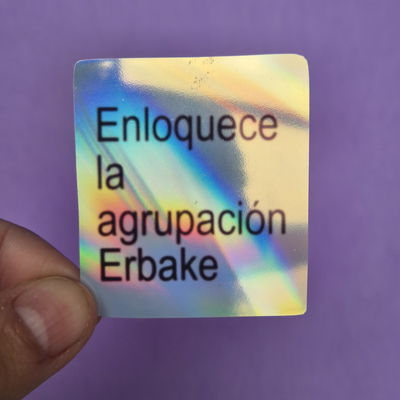 Enloquece
la
agrupación
Erbake